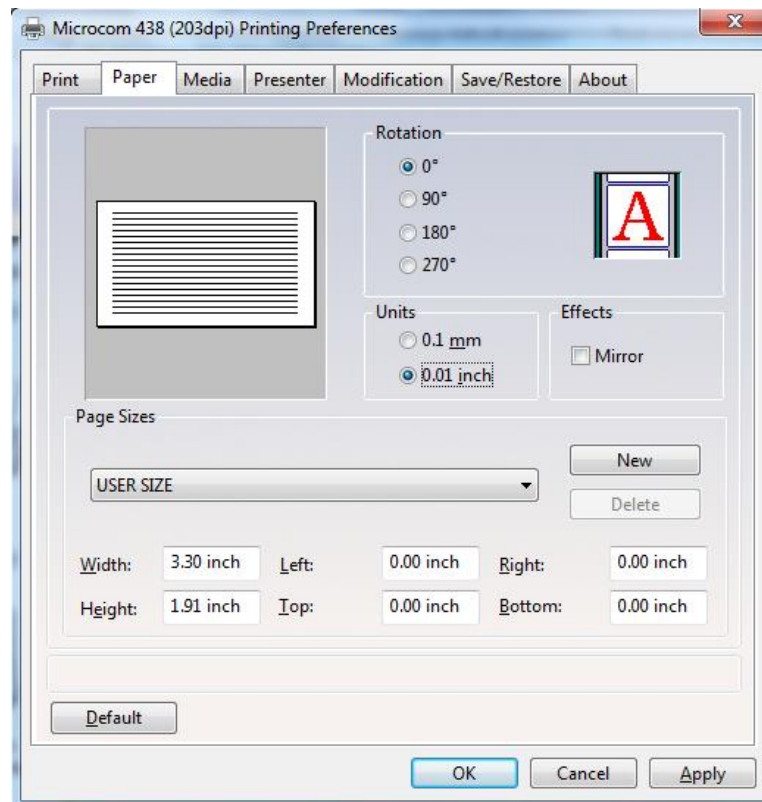 Microcom 438 (203dpi) Printing Preferences
Print Paper Media Presenter Modification Save/Restore About
Rotation
0°
90°
180°
270°
A
Units
0.1 mm
0.01 inch
Effects
Mirror
Page Sizes
USER SIZE
New
Delete
Width: 3.30 inch Left: 0.00 inch Right: 0.00 inch
Height: 1.91 inch Top: 0.00 inch Bottom: 0.00 inch
Default
OK Cancel Apply